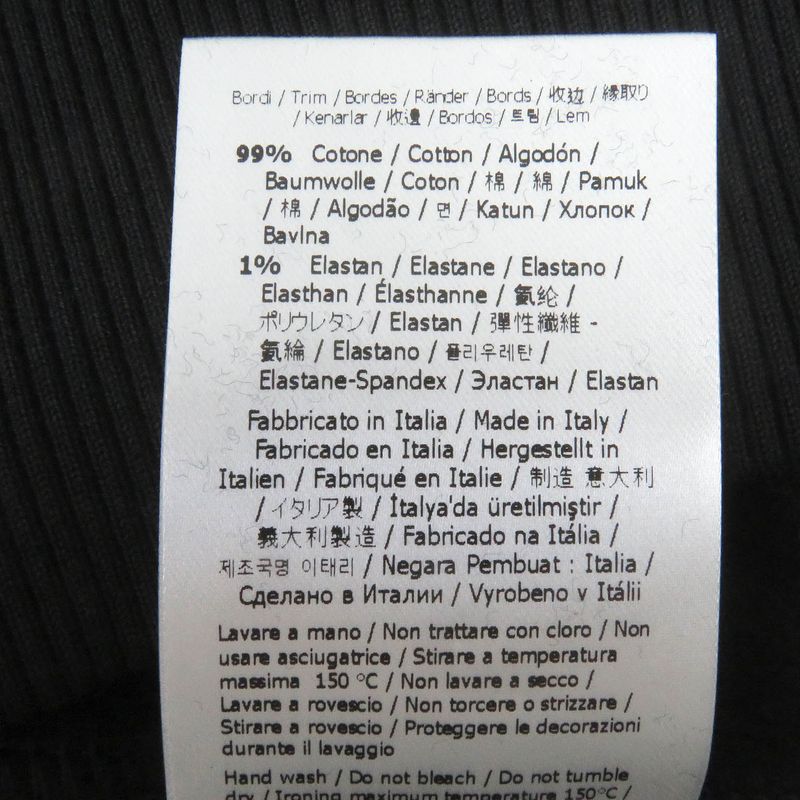 Bordi / Trim / Bordes / Ränder / Bords / 收边 / 縁取り
/ Kenarlar / 收邊 / Bordos / 트림 / Lem
99% Cotone / Cotton / Algodón /
Baumwolle / Coton / 棉 / 綿 / Pamuk
/ 棉 / Algodão / 면 / Katun / Хлопок /
Bavlna
1% Elastan / Elastane / Elastano /
Elasthan / Élasthanne / 氨纶 /
ポリウレタン / Elastan / 彈性纖維 -
氨綸 / Elastano / 폴리우레탄 /
Elastane-Spandex / Эластан / Elastan
Fabbricato in Italia / Made in Italy /
Fabricado en Italia / Hergestellt in
Italien / Fabriqué en Italie / 制造 意大利
/ イタリア製 / İtalya'da üretilmiştir /
義大利製造 / Fabricado na Itália /
제조국명 이태리 / Negara Pembuat : Italia /
Сделано в Италии / Vyrobeno v Itálii
Lavare a mano / Non trattare con cloro / Non
usare asciugatrice / Stirare a temperatura
massima 150 °C / Non lavare a secco /
Lavare a rovescio / Non torcere o strizzare /
Stirare a rovescio / Proteggere le decorazioni
durante il lavaggio
Hand wash / Do not bleach / Do not tumble
dry / Ironing maximum temperature 150°C /